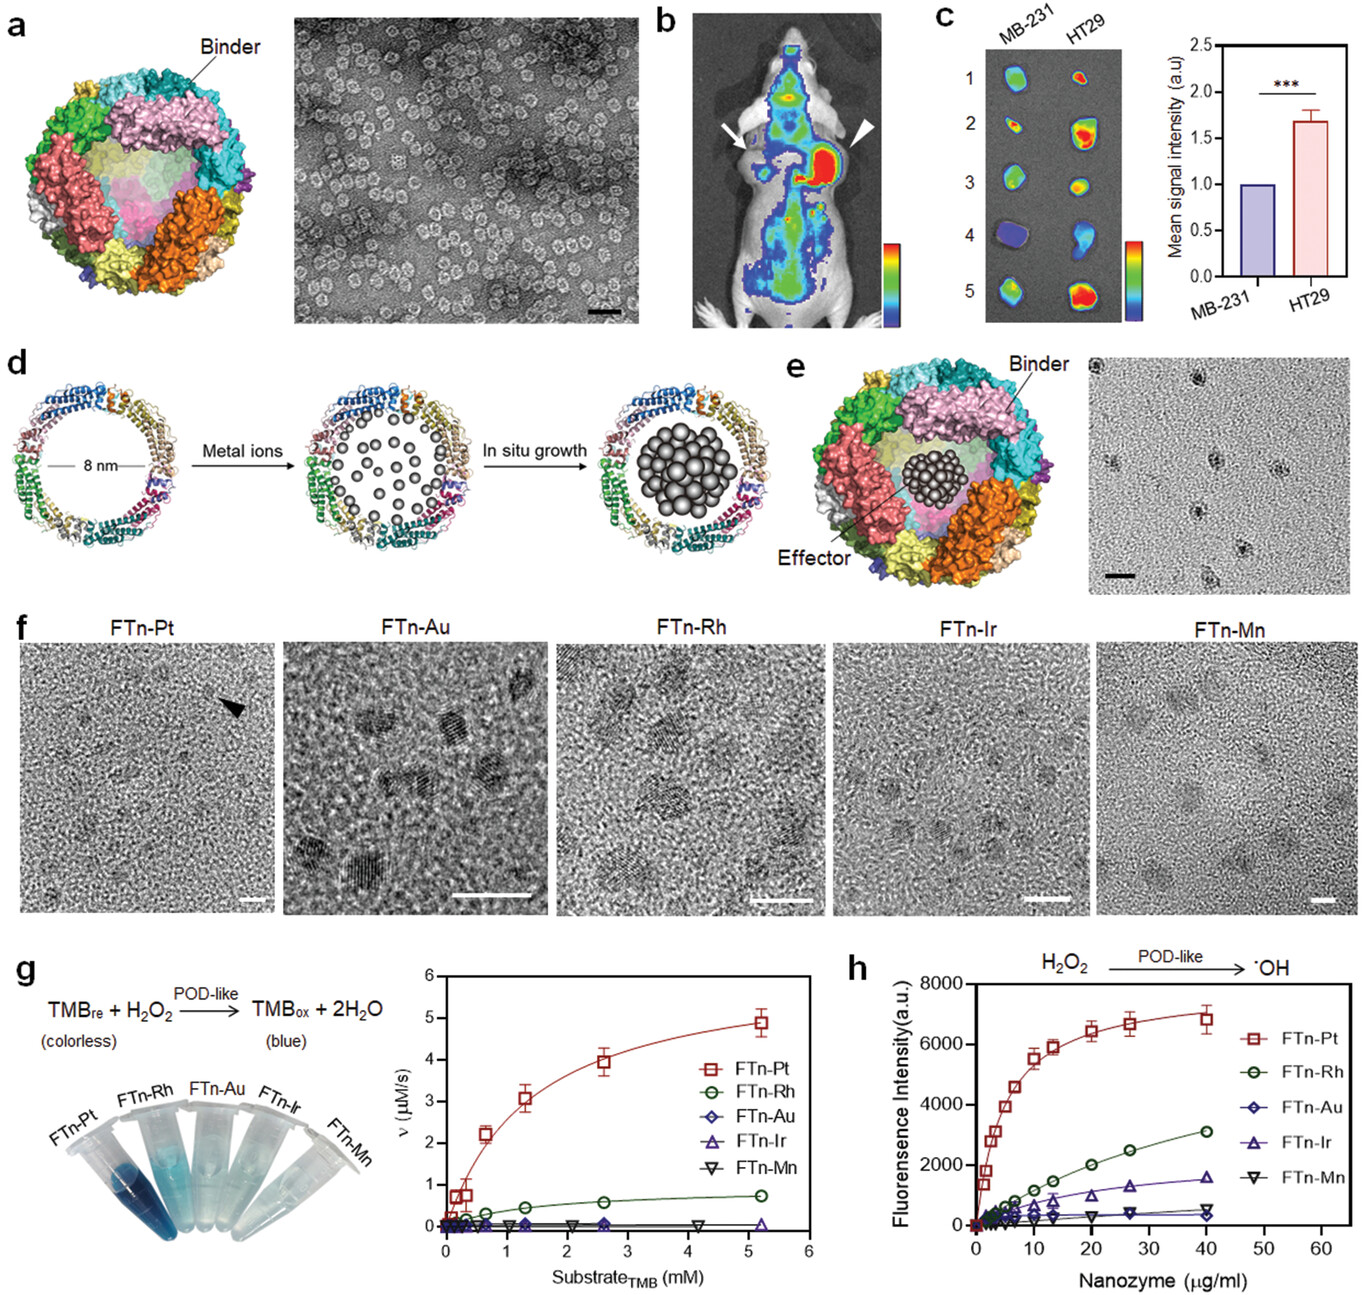 a
Binder
b
c
MB-231
HT29
1
2
3
4
5
Mean signal intensity (a.u)
2.5
2.0
1.5
1.0
0.5
0.0
***
MB-231
HT29
d
8 nm
Metal ions
In situ growth
e
Binder
Effector
f
FTn-Pt
FTn-Au
FTn-Rh
FTn-Ir
FTn-Mn
g
TMBre + H2O2
POD-like
TMBox + 2H2O
(colorless)
(blue)
FTn-Pt
FTn-Rh
FTn-Au
FTn-Ir
FTn-Mn
v (μM/s)
6
5
4
3
2
1
0
FTn-Pt
FTn-Rh
FTn-Au
FTn-Ir
FTn-Mn
0 1 2 3 4 5 6
SubstrateTMB (mM)
h
H2O2
POD-like
·OH
Fluoresence Intensity(a.u.)
8000
6000
4000
2000
0
FTn-Pt
FTn-Rh
FTn-Au
FTn-Ir
FTn-Mn
0 10 20 30 40 50 60
Nanozyme (μg/ml)